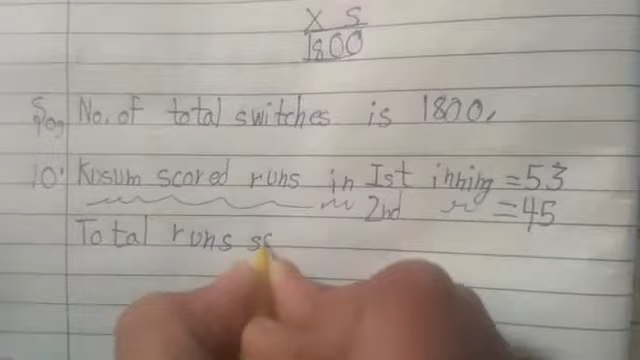 X 5
1800
So, No. of total switches is 1800.
10. Kusum scored runs in Ist inning = 53
2nd = 45
Total runs sc